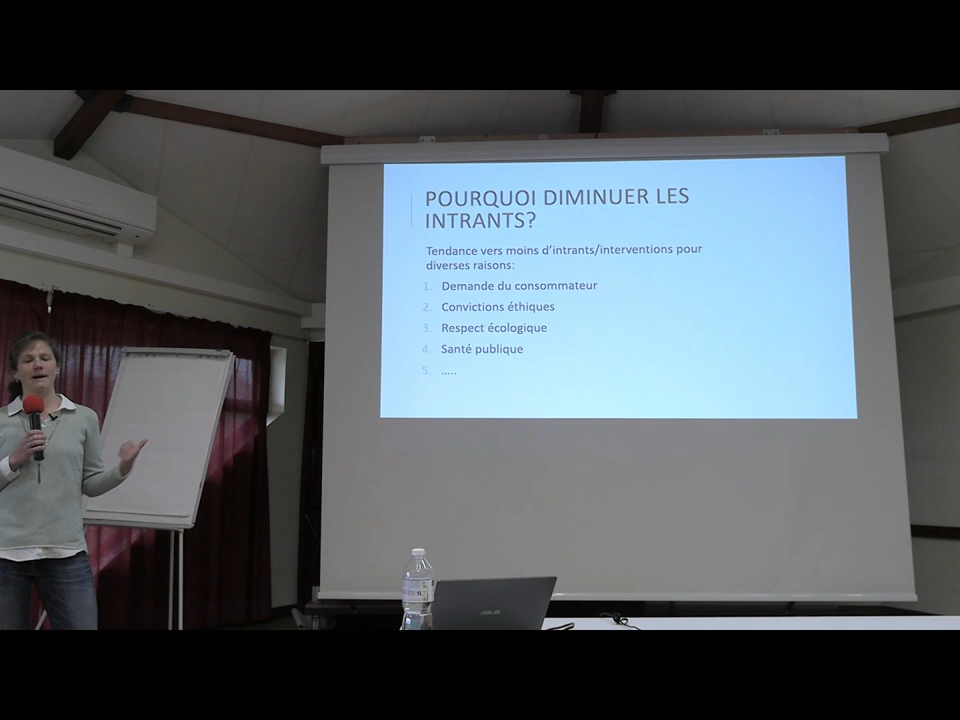 POURQUOI DIMINUER LES
INTRANTS?
Tendance vers moins d'intrants/interventions pour
diverses raisons:
1. Demande du consommateur
2. Convictions éthiques
3. Respect écologique
4. Santé publique
5. .....
ASUS